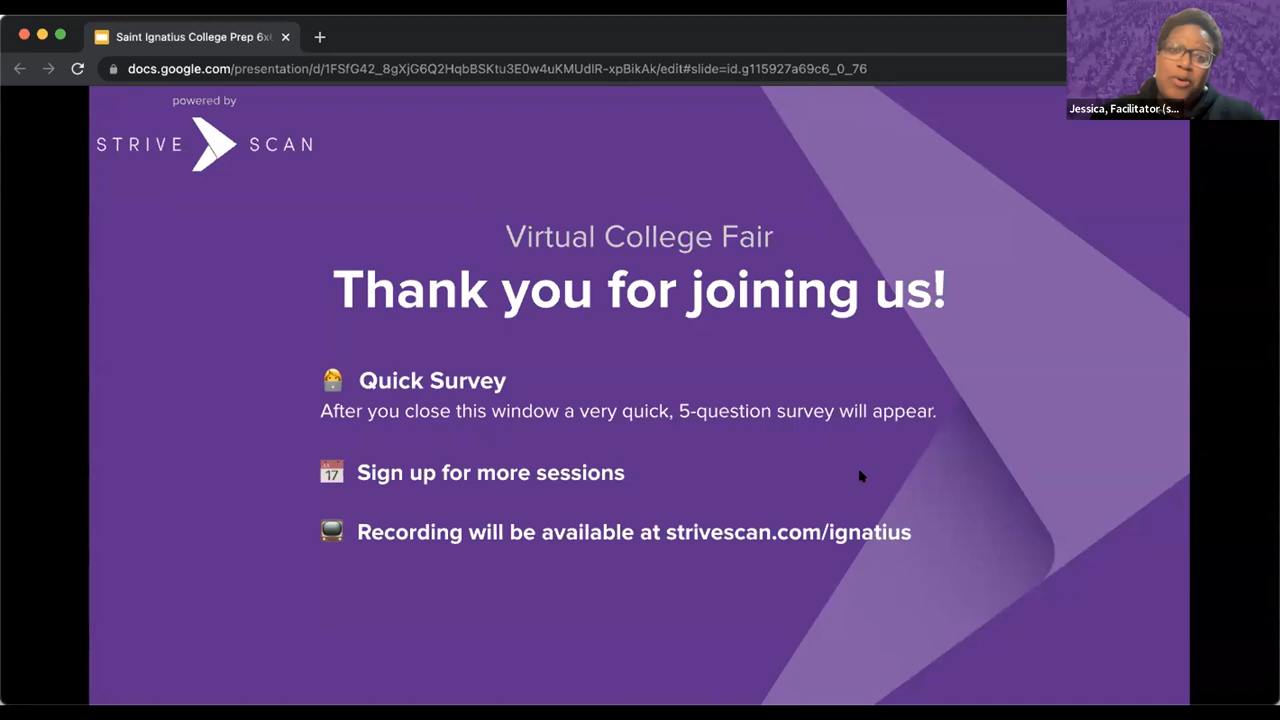 Saint Ignatius College Prep 6x
docs.google.com/presentation/d/1FSfG42_8gXjG6Q2HqbBSKtu3E0w4uKMUdlR-xpBikAk/edit#slide=id.g115927a69c6_0_76
Jessica, Facilitator (s...
powered by
STRIVE SCAN
Virtual College Fair
Thank you for joining us!
Quick Survey
After you close this window a very quick, 5-question survey will appear.
17
Sign up for more sessions
Recording will be available at strivescan.com/ignatius